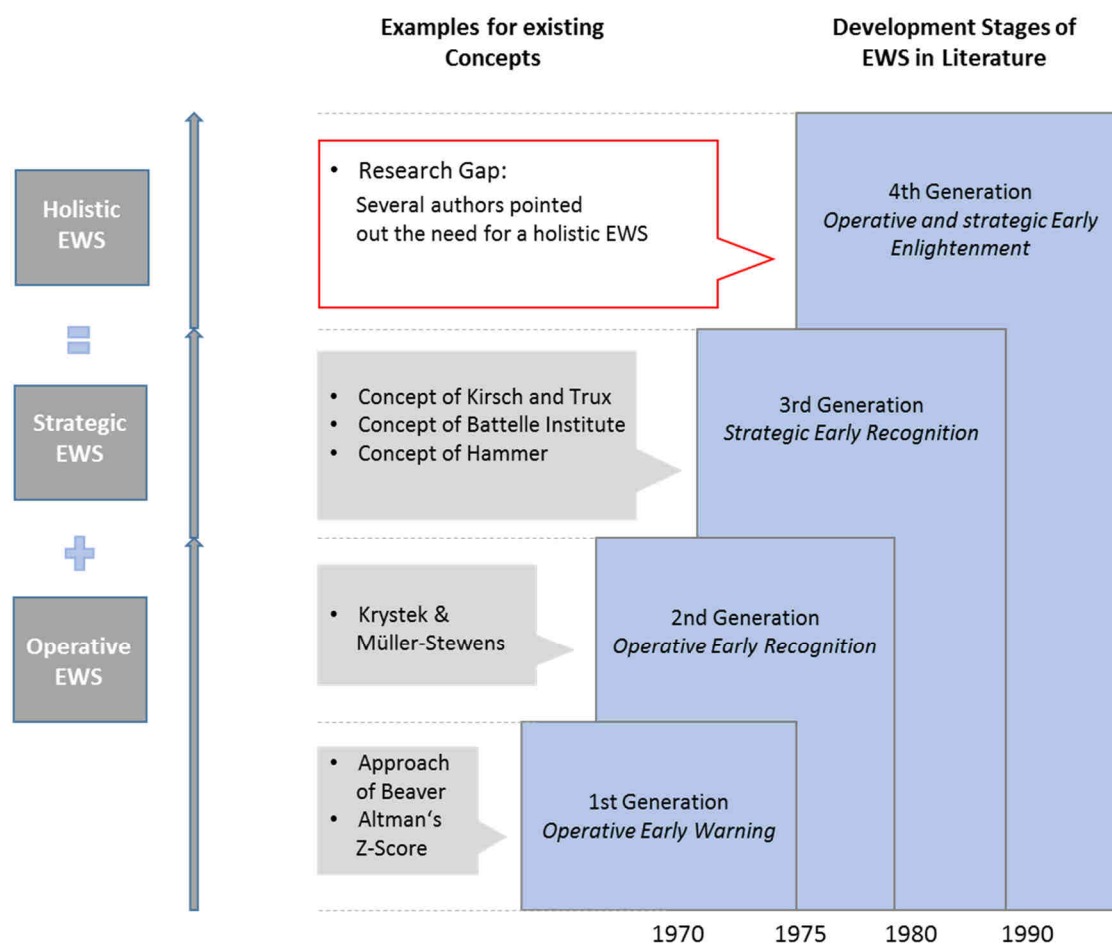 Examples for existing
Concepts
Development Stages of
EWS in Literature
Holistic
EWS
• Research Gap:
Several authors pointed
out the need for a holistic EWS
4th Generation
Operative and strategic Early
Enlightenment
Strategic
EWS
• Concept of Kirsch and Trux
• Concept of Battelle Institute
• Concept of Hammer
3rd Generation
Strategic Early Recognition
Operative
EWS
• Krystek &
Müller-Stewens
2nd Generation
Operative Early Recognition
• Approach
of Beaver
• Altman‘s
Z-Score
1st Generation
Operative Early Warning
1970 1975 1980 1990